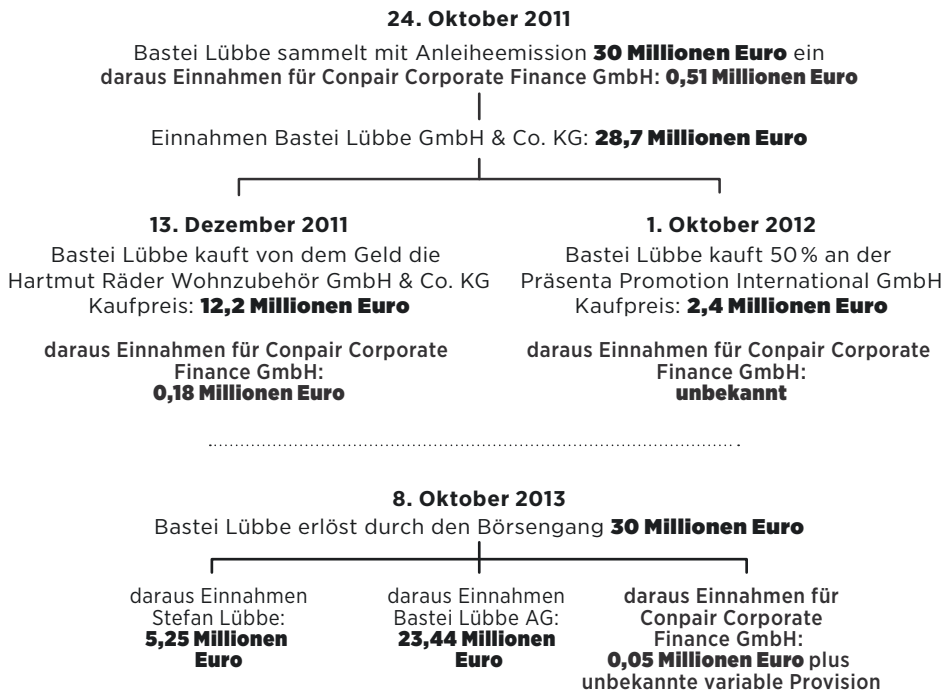 24. Oktober 2011
Bastei Lübbe sammelt mit Anleiheemission 30 Millionen Euro ein
daraus Einnahmen für Conpair Corporate Finance GmbH: 0,51 Millionen Euro
Einnahmen Bastei Lübbe GmbH & Co. KG: 28,7 Millionen Euro
13. Dezember 2011
Bastei Lübbe kauft von dem Geld die
Hartmut Räder Wohnzubehör GmbH & Co. KG
Kaufpreis: 12,2 Millionen Euro
daraus Einnahmen für Conpair Corporate
Finance GmbH:
0,18 Millionen Euro
1. Oktober 2012
Bastei Lübbe kauft 50 % an der
Präsenta Promotion International GmbH
Kaufpreis: 2,4 Millionen Euro
daraus Einnahmen für Conpair Corporate
Finance GmbH:
unbekannt
8. Oktober 2013
Bastei Lübbe erlöst durch den Börsengang 30 Millionen Euro
daraus Einnahmen
Stefan Lübbe:
5,25 Millionen
Euro
daraus Einnahmen
Bastei Lübbe AG:
23,44 Millionen
Euro
daraus Einnahmen für
Conpair Corporate
Finance GmbH:
0,05 Millionen Euro plus
unbekannte variable Provision